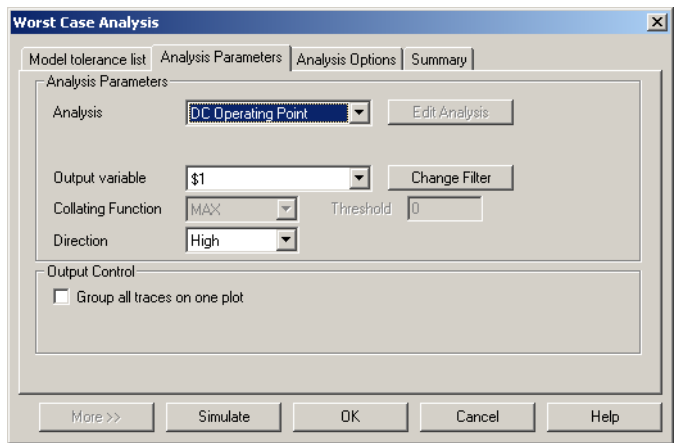 Worst Case Analysis
Model tolerance list Analysis Parameters Analysis Options Summary
Analysis Parameters
Analysis DC Operating Point Edit Analysis
Output variable $1 Change Filter
Collating Function MAX Threshold 0
Direction High
Output Control
Group all traces on one plot
More >> Simulate OK Cancel Help